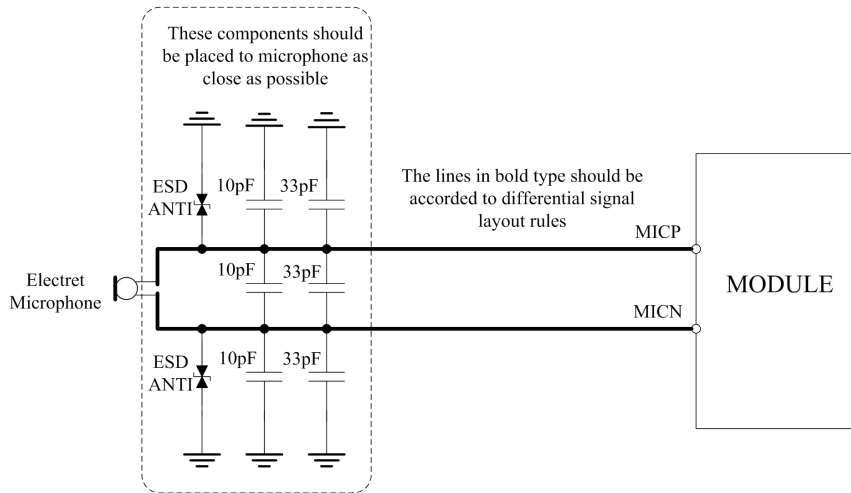 These components should
be placed to microphone as
close as possible
ESD
ANTI
10pF
33pF
The lines in bold type should be
accorded to differential signal
layout rules
MICP
Electret
Microphone
10pF
33pF
MODULE
MICN
ESD
ANTI
10pF
33pF